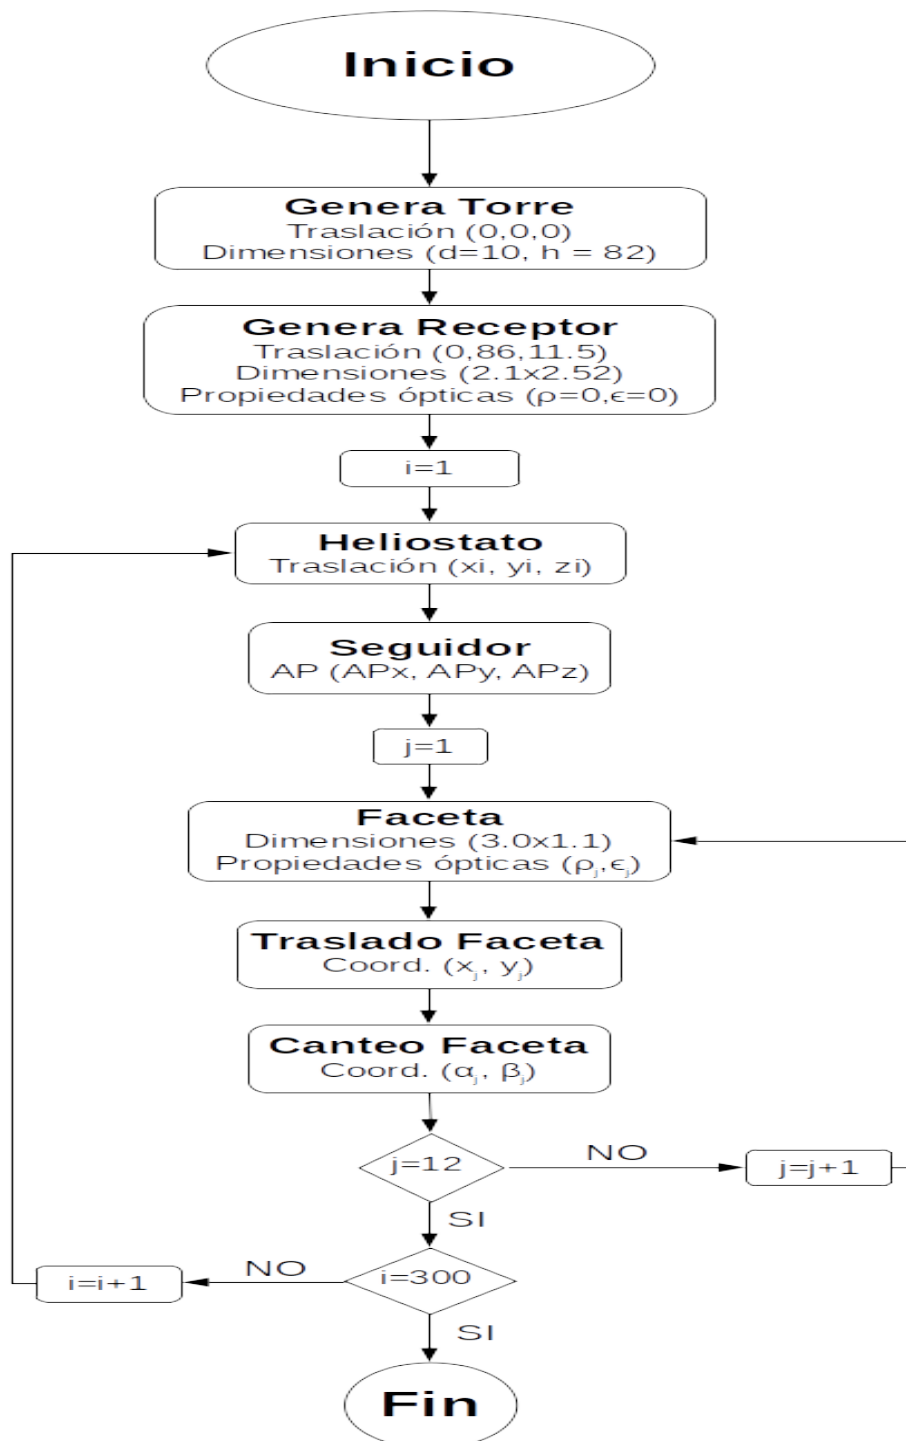 Inicio
Genera Torre
Traslación (0,0,0)
Dimensiones (d=10, h = 82)
Genera Receptor
Traslación (0,86,11.5)
Dimensiones (2.1x2.52)
Propiedades ópticas (ρ=0,ϵ=0)
i=1
Heliostato
Traslación (xi, yi, zi)
Seguidor
AP (APx, APy, APz)
j=1
Faceta
Dimensiones (3.0x1.1)
Propiedades ópticas (ρⱼ,ϵⱼ)
Traslado Faceta
Coord. (xⱼ, yⱼ)
Canteo Faceta
Coord. (αⱼ, βⱼ)
j=12
NO
j=j+1
SI
i=300
NO
i=i+1
SI
Fin